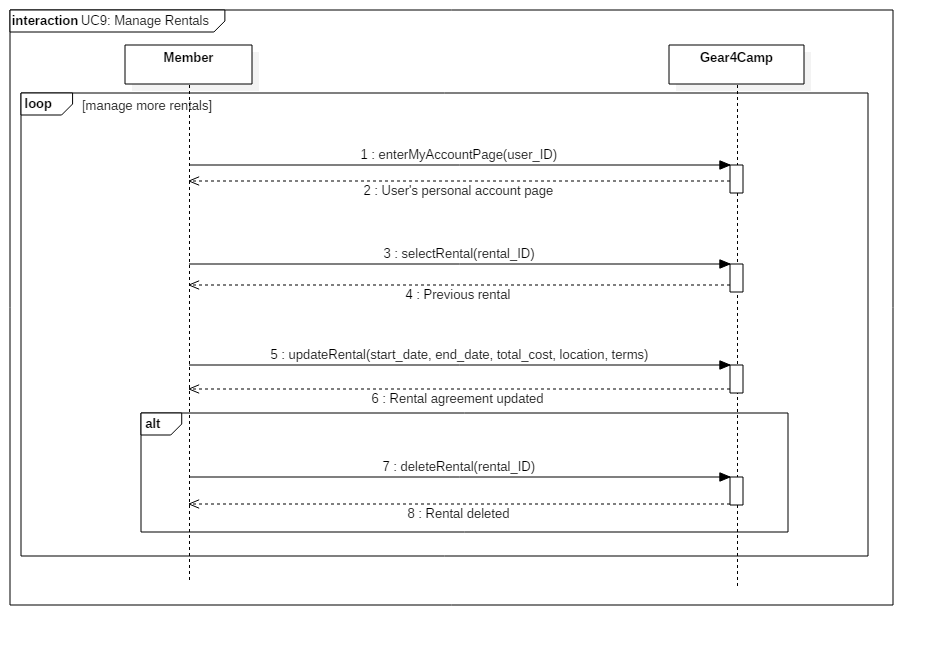 interaction UC9: Manage Rentals
Member
Gear4Camp
loop
[manage more rentals]
1 : enterMyAccountPage(user_ID)
2 : User's personal account page
3 : selectRental(rental_ID)
4 : Previous rental
5 : updateRental(start_date, end_date, total_cost, location, terms)
6 : Rental agreement updated
alt
7 : deleteRental(rental_ID)
8 : Rental deleted